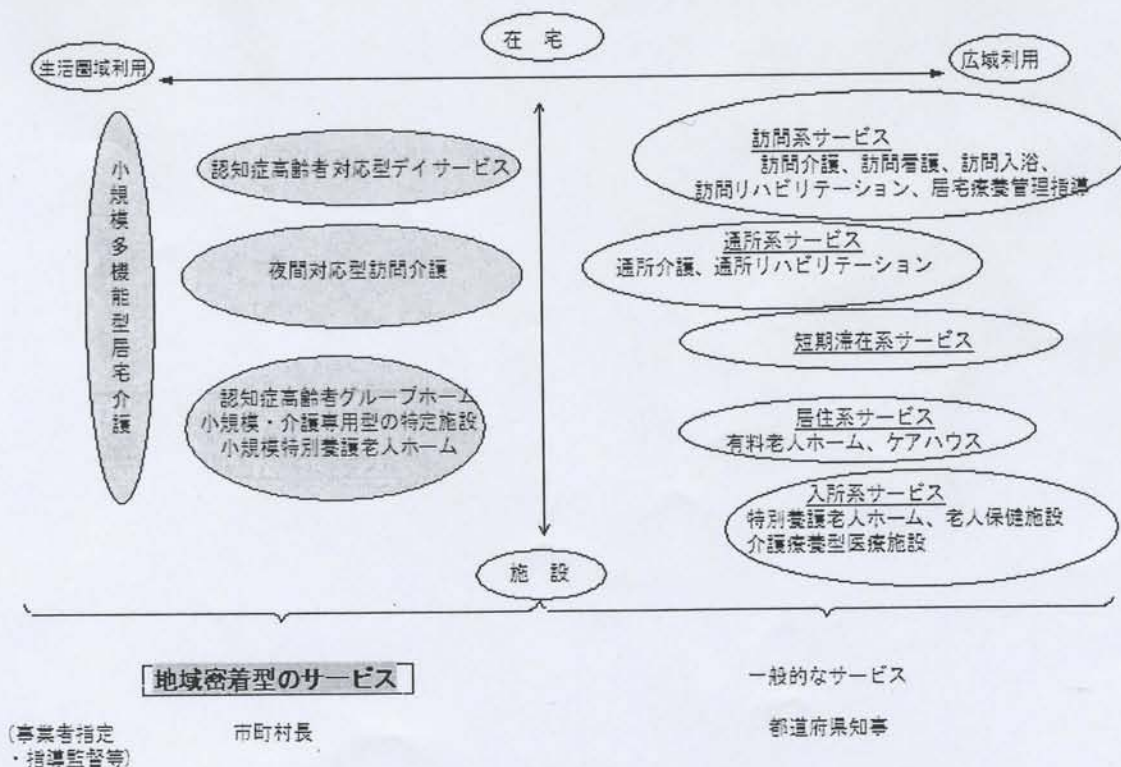 在 宅
生活圏域利用
広域利用
小規模多機能型居宅介護
認知症高齢者対応型デイサービス
夜間対応型訪問介護
認知症高齢者グループホーム
小規模・介護専用型の特定施設
小規模特別養護老人ホーム
訪問系サービス
訪問介護、訪問看護、訪問入浴、
訪問リハビリテーション、居宅療養管理指導
通所系サービス
通所介護、通所リハビリテーション
短期滞在系サービス
居住系サービス
有料老人ホーム、ケアハウス
入所系サービス
特別養護老人ホーム、老人保健施設
介護療養型医療施設
施 設
地域密着型のサービス
一般的なサービス
(事業者指定
・指導監督等)
市町村長
都道府県知事